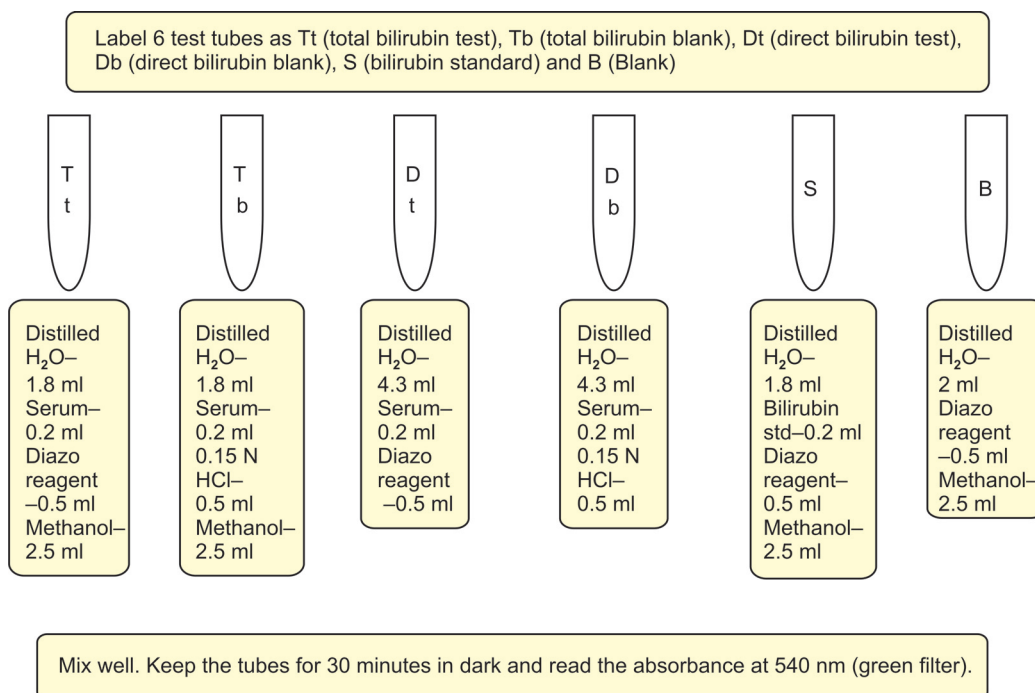 Label 6 test tubes as Tt (total bilirubin test), Tb (total bilirubin blank), Dt (direct bilirubin test),
Db (direct bilirubin blank), S (bilirubin standard) and B (Blank)
T
t
T
b
D
t
D
b
S
B
Distilled
H₂O–
1.8 ml
Serum–
0.2 ml
Diazo
reagent
–0.5 ml
Methanol–
2.5 ml
Distilled
H₂O–
1.8 ml
Serum–
0.2 ml
0.15 N
HCl–
0.5 ml
Methanol–
2.5 ml
Distilled
H₂O–
4.3 ml
Serum–
0.2 ml
Diazo
reagent
–0.5 ml
Distilled
H₂O–
4.3 ml
Serum–
0.2 ml
0.15 N
HCl–
0.5 ml
Distilled
H₂O–
1.8 ml
Bilirubin
std–0.2 ml
Diazo
reagent–
0.5 ml
Methanol–
2.5 ml
Distilled
H₂O–
2 ml
Diazo
reagent
–0.5 ml
Methanol–
2.5 ml
Mix well. Keep the tubes for 30 minutes in dark and read the absorbance at 540 nm (green filter).